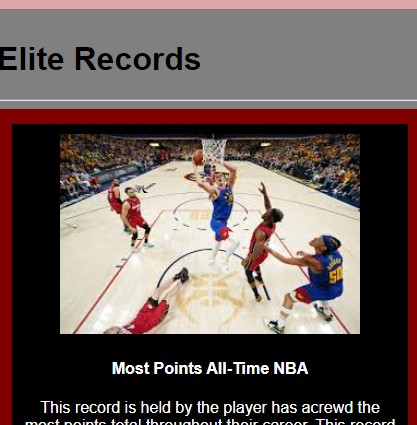 Elite Records
50
Most Points All-Time NBA
This record is held by the player has acrewd the
most points total throughout their career. This record